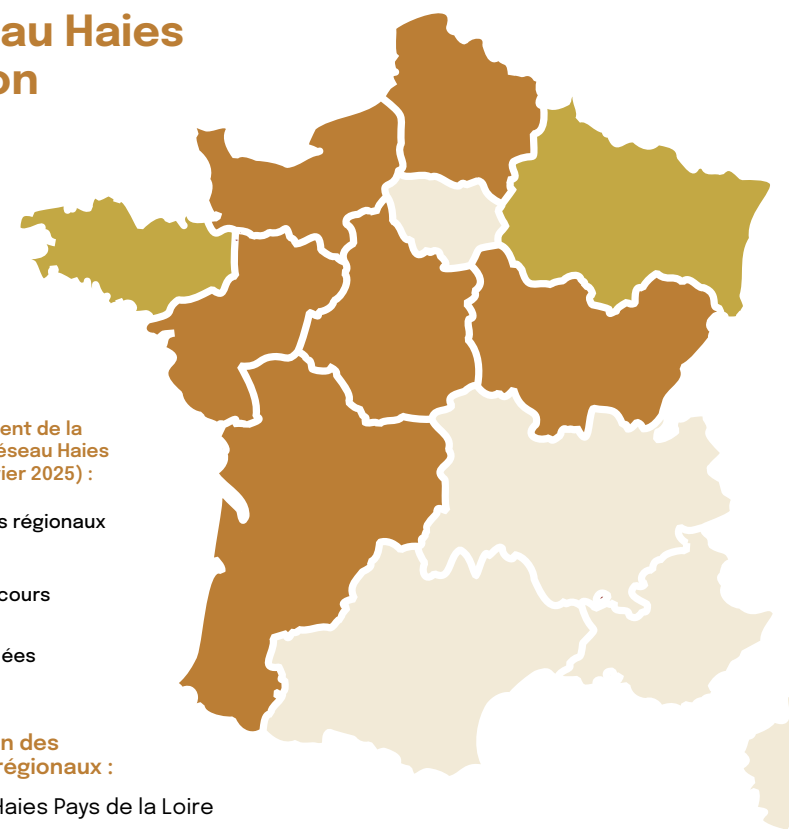 au Haies
on
ent de la
éseau Haies
ier 2025) :
s régionaux
cours
ées
n des
régionaux :
Haies Pays de la Loire